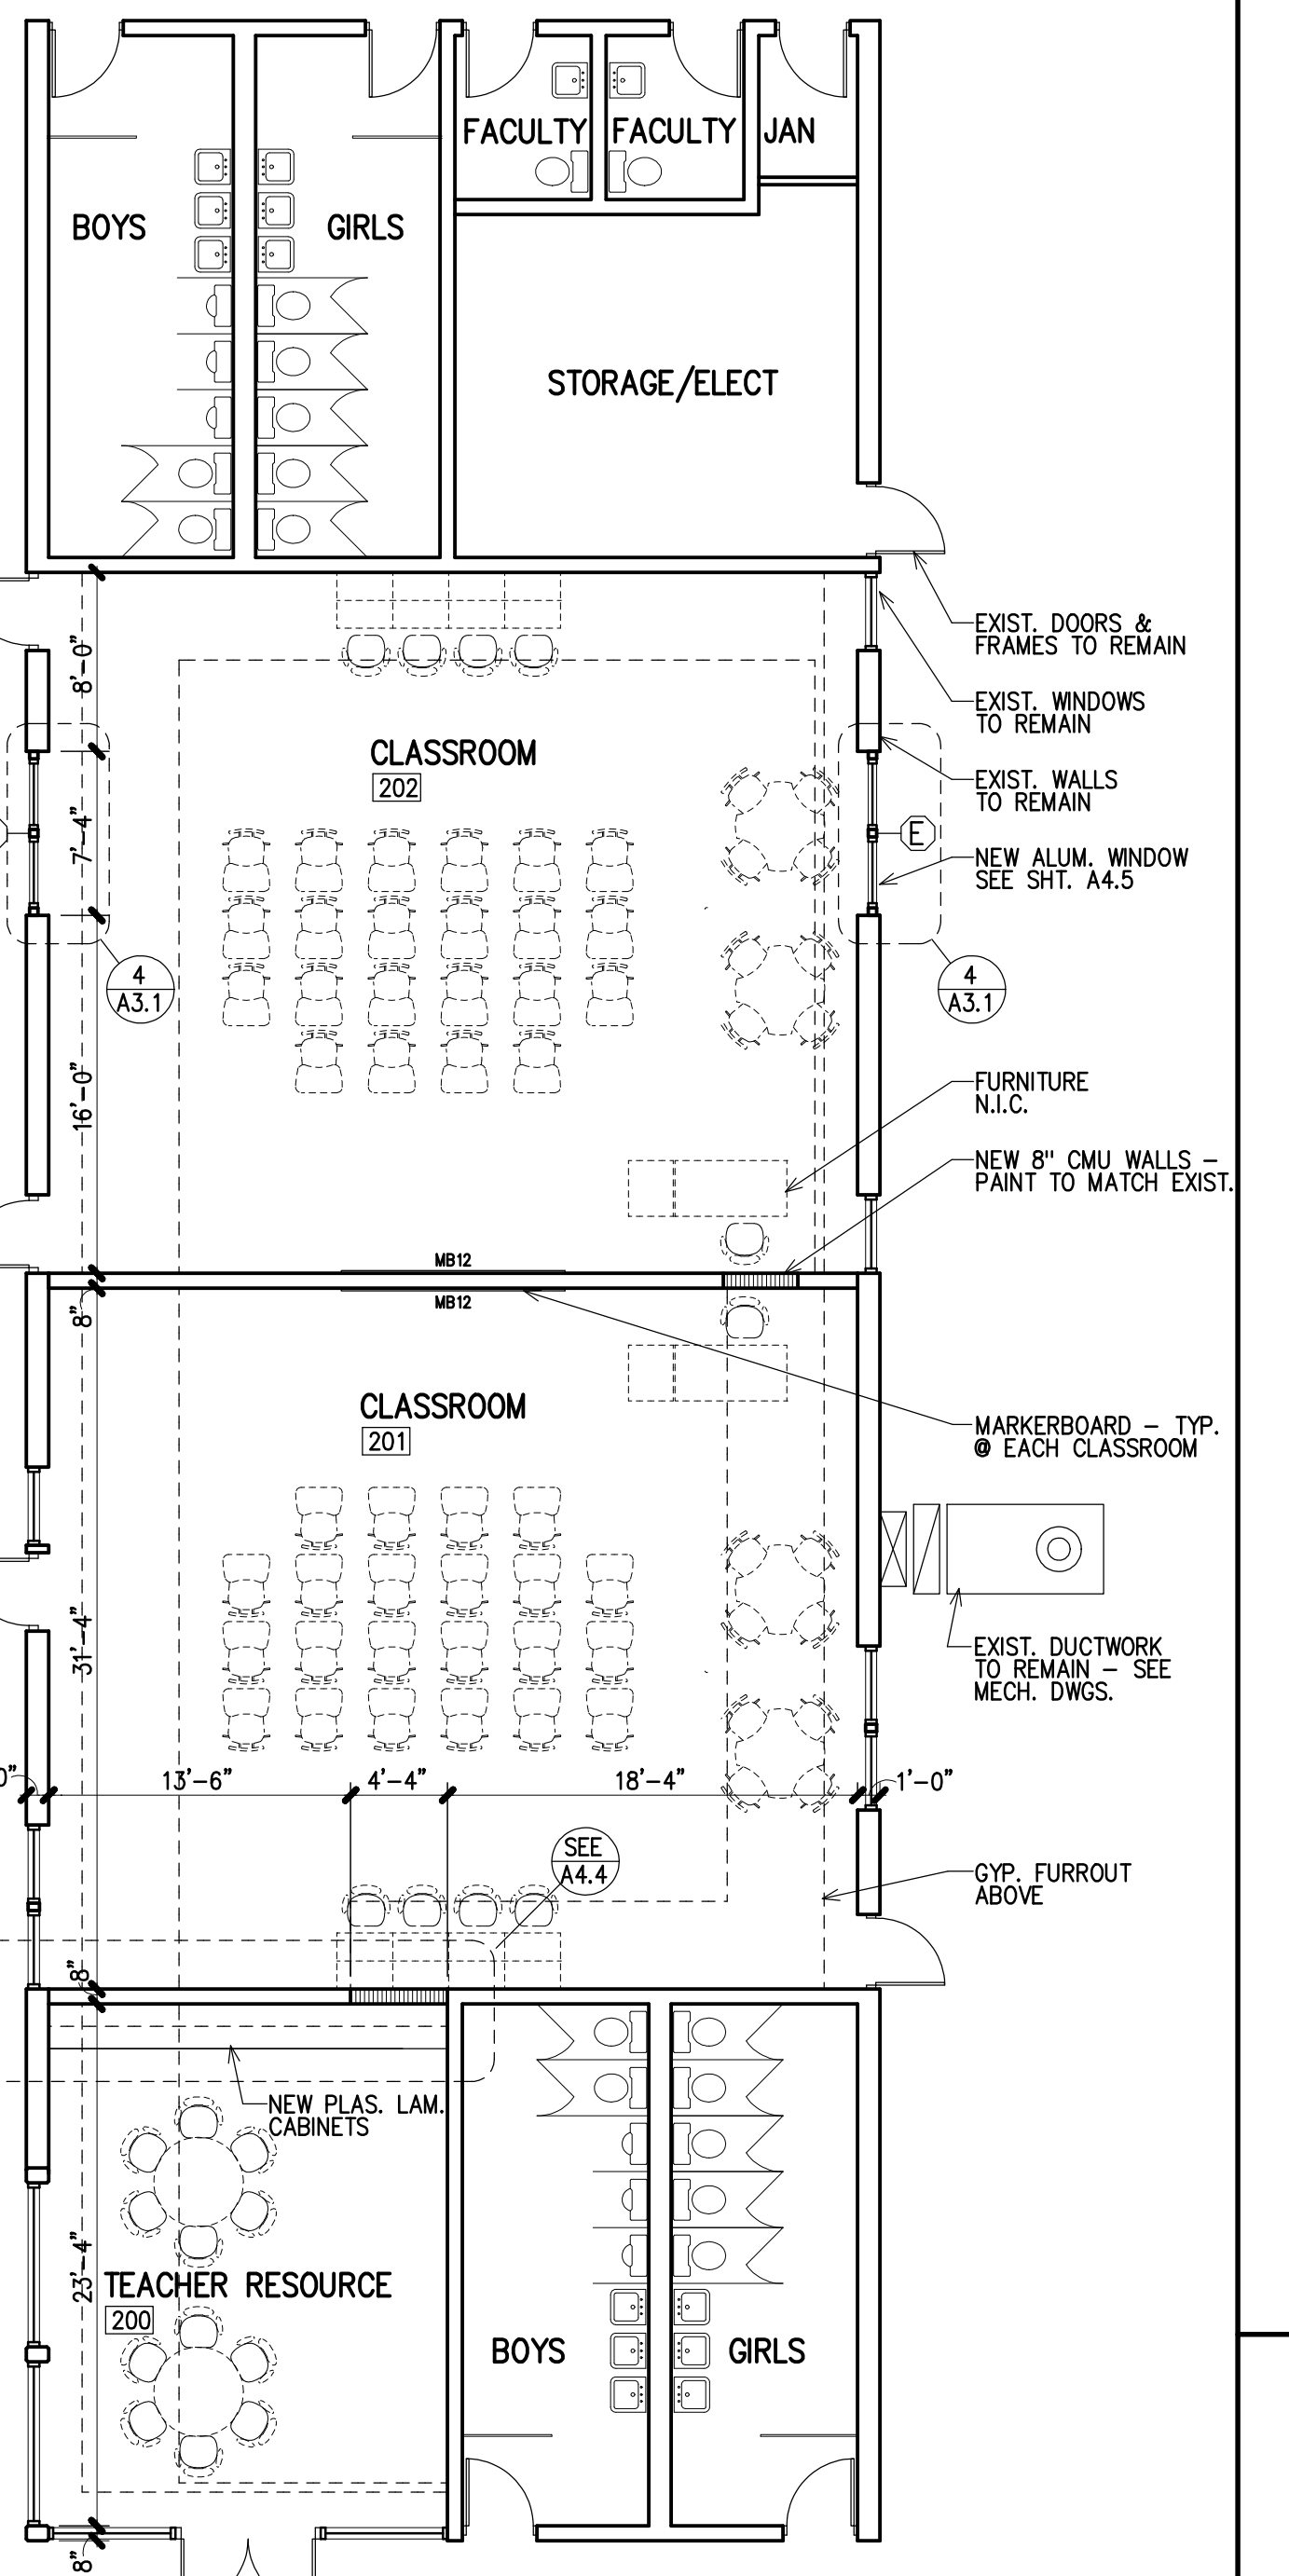 FACULTY
FACULTY
JAN
BOYS
GIRLS
STORAGE/ELECT
EXIST. DOORS &
FRAMES TO REMAIN
8'-0"
EXIST. WINDOWS
TO REMAIN
CLASSROOM
202
EXIST. WALLS
TO REMAIN
7'-4"
E
NEW ALUM. WINDOW
SEE SHT. A4.5
4
A3.1
4
A3.1
16'-0"
FURNITURE
N.I.C.
NEW 8" CMU WALLS –
PAINT TO MATCH EXIST.
MB12
MB12
8"
CLASSROOM
201
MARKERBOARD – TYP.
@ EACH CLASSROOM
31'-4"
EXIST. DUCTWORK
TO REMAIN – SEE
MECH. DWGS.
0"
13'-6"
4'-4"
18'-4"
1'-0"
SEE
A4.4
GYP. FURROUT
ABOVE
8"
NEW PLAS. LAM.
CABINETS
23'-4"
TEACHER RESOURCE
200
BOYS
GIRLS
8"